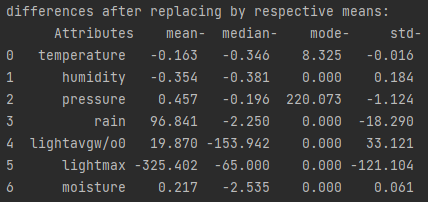 differences after replacing by respective means:
Attributes mean- median- mode- std-
0 temperature -0.163 -0.346 8.325 -0.016
1 humidity -0.354 -0.381 0.000 0.184
2 pressure 0.457 -0.196 220.073 -1.124
3 rain 96.841 -2.250 0.000 -18.290
4 lightavgw/o0 19.870 -153.942 0.000 33.121
5 lightmax -325.402 -65.000 0.000 -121.104
6 moisture 0.217 -2.535 0.000 0.061